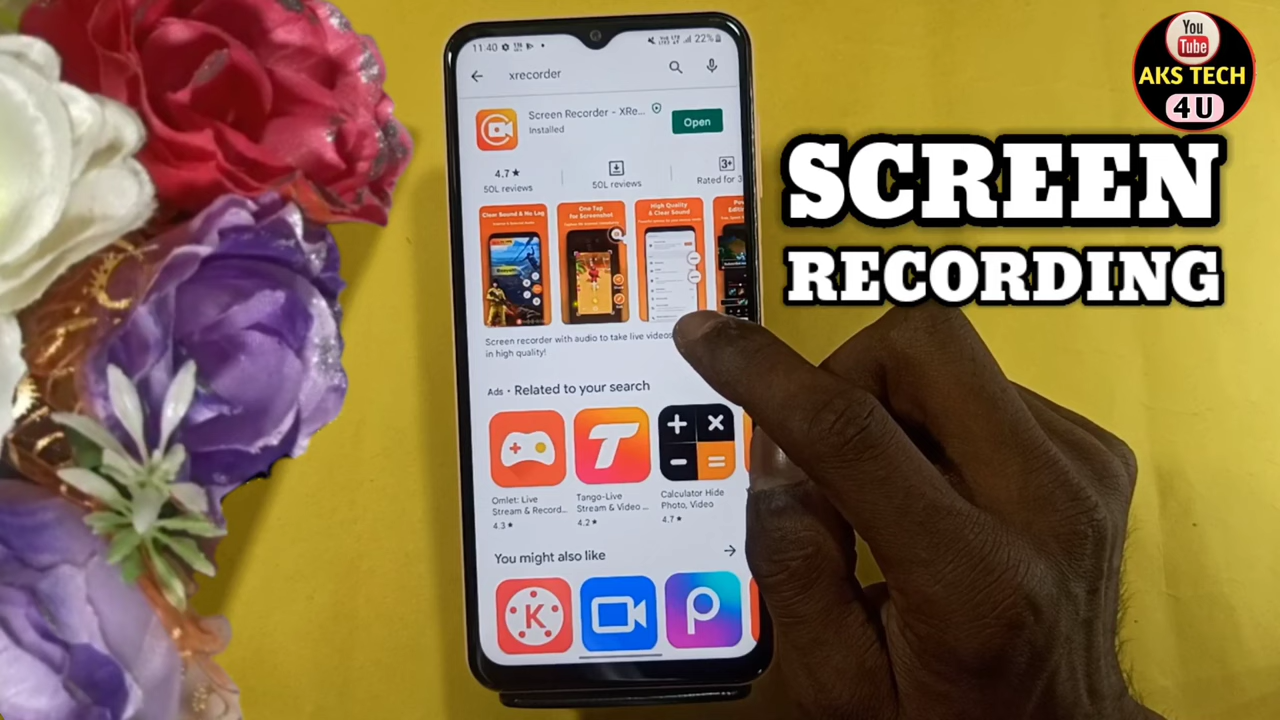 You
Tube
AKS TECH
4U
SCREEN
RECORDING
11:40
22%
xrecorder
Screen Recorder - XRe...
Installed
Open
4.7★
50L reviews
50L reviews
3+
Rated for 3
Clear Sound & No Lag
One Tap
for Screenshot
High Quality
& Clear Sound
Screen recorder with audio to take live videos
in high quality!
Ads • Related to your search
Omlet: Live
Stream & Record...
4.3★
Tango-Live
Stream & Video ...
4.2★
Calculator Hide
Photo, Video
4.7★
You might also like
K